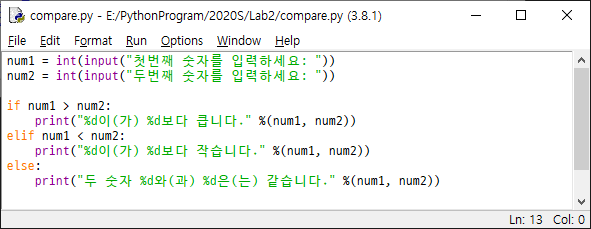 compare.py - E:/PythonProgram/2020S/Lab2/compare.py (3.8.1)
File Edit Format Run Options Window Help
num1 = int(input("첫번째 숫자를 입력하세요: "))
num2 = int(input("두번째 숫자를 입력하세요: "))
if num1 > num2:
    print("%d이(가) %d보다 큽니다." %(num1, num2))
elif num1 < num2:
    print("%d이(가) %d보다 작습니다." %(num1, num2))
else:
    print("두 숫자 %d와(과) %d은(는) 같습니다." %(num1, num2))
Ln: 13 Col: 0